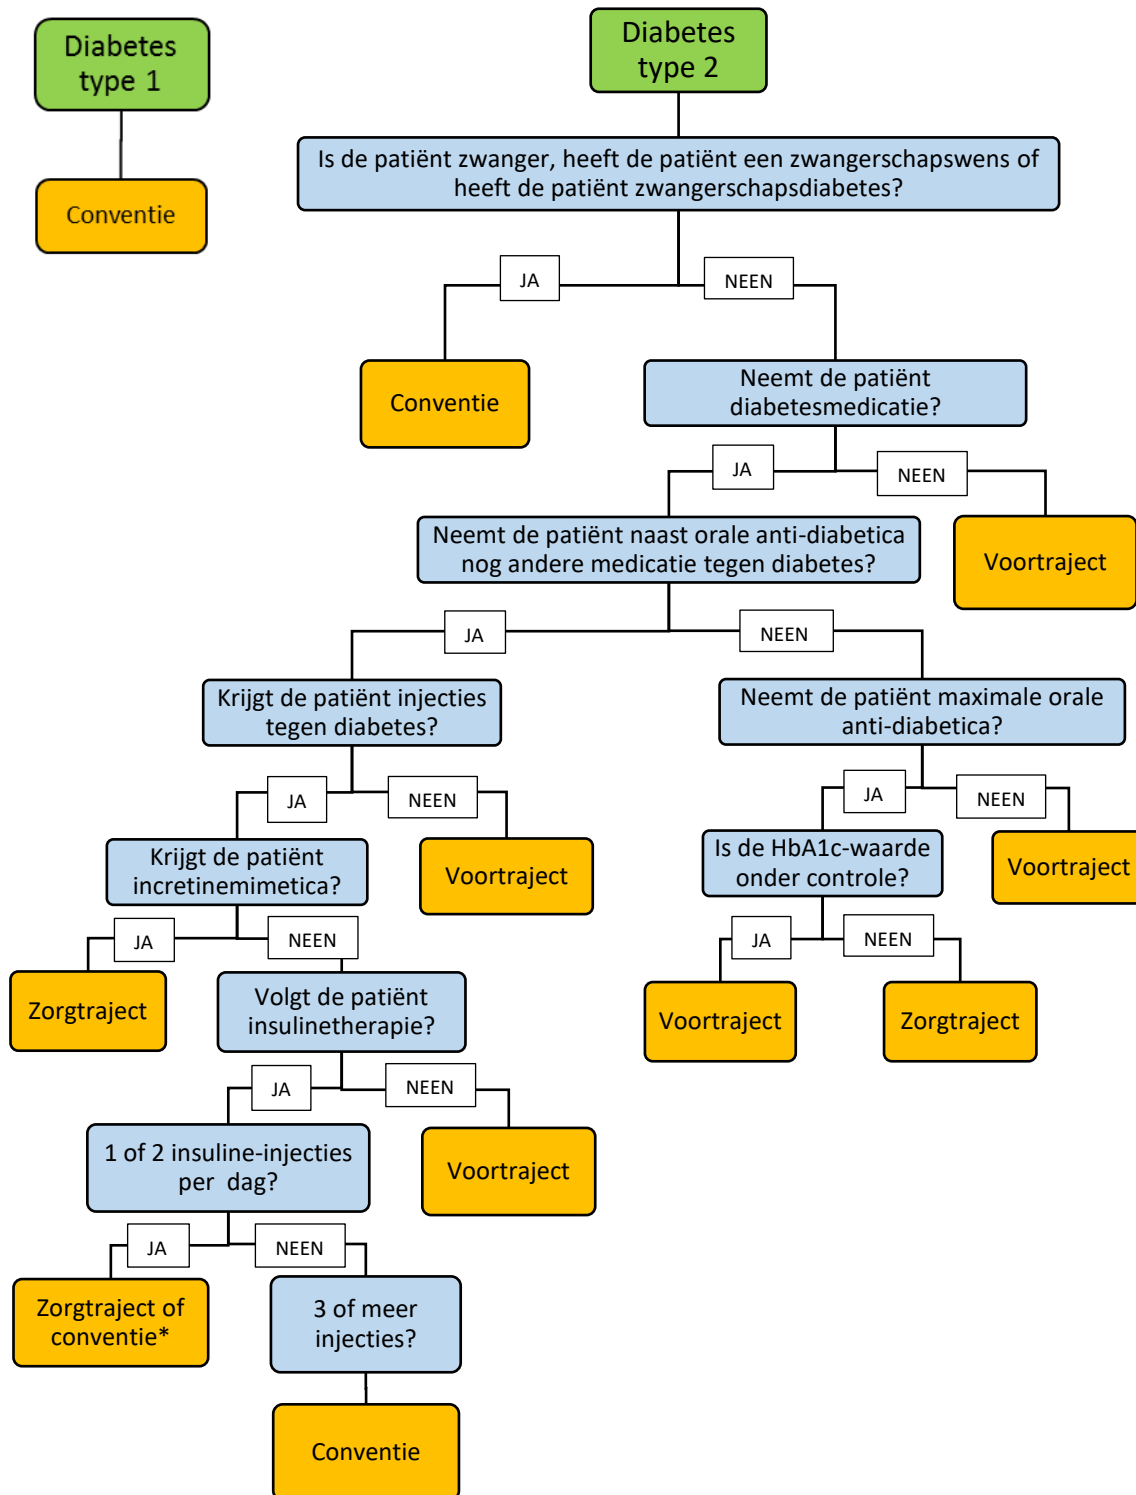 Diabetes
type 1
Conventie
Diabetes
type 2
Is de patiënt zwanger, heeft de patiënt een zwangerschapswens of
heeft de patiënt zwangerschapsdiabetes?
JA
NEEN
Conventie
Neemt de patiënt
diabetesmedicatie?
JA
NEEN
Neemt de patiënt naast orale anti-diabetica
nog andere medicatie tegen diabetes?
Voortraject
JA
NEEN
Krijgt de patiënt injecties
tegen diabetes?
Neemt de patiënt maximale orale
anti-diabetica?
JA
NEEN
JA
NEEN
Krijgt de patiënt
incretinemimetica?
Voortraject
Is de HbA1c-waarde
onder controle?
Voortraject
JA
NEEN
JA
NEEN
Zorgtraject
Volgt de patiënt
insulinetherapie?
Voortraject
Zorgtraject
JA
NEEN
1 of 2 insuline-injecties
per dag?
Voortraject
JA
NEEN
Zorgtraject of
conventie*
3 of meer
injecties?
Conventie